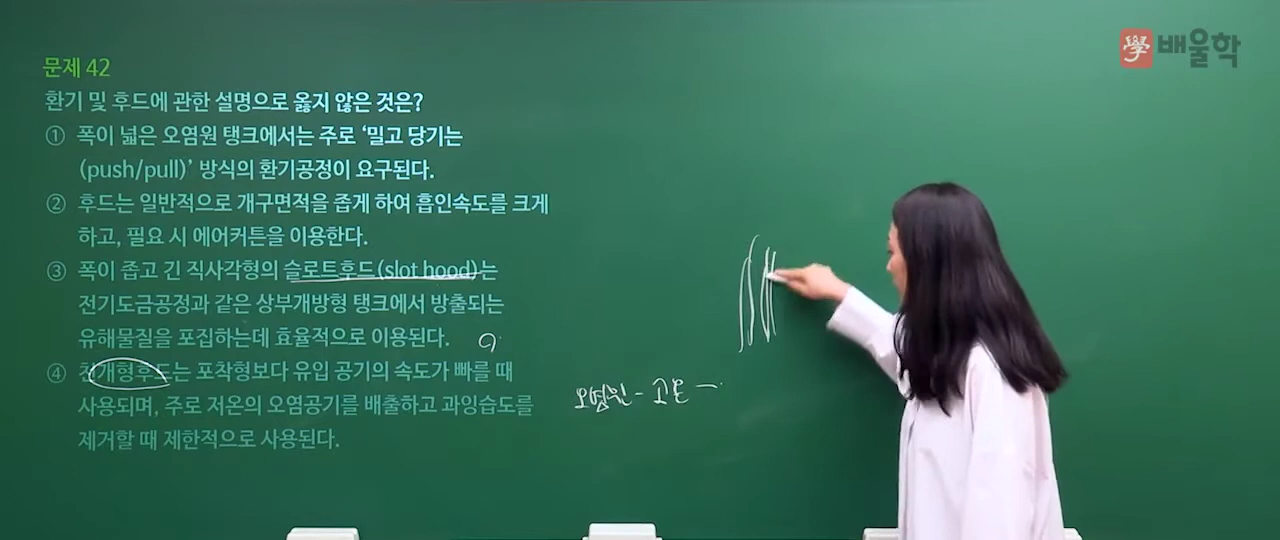 學 배울학
문제 42
환기 및 후드에 관한 설명으로 옳지 않은 것은?
① 폭이 넓은 오염원 탱크에서는 주로 ‘밀고 당기는
(push/pull)’ 방식의 환기공정이 요구된다.
② 후드는 일반적으로 개구면적을 좁게 하여 흡인속도를 크게
하고, 필요 시 에어커튼을 이용한다.
③ 폭이 좁고 긴 직사각형의 슬로트후드(slot hood)는
전기도금공정과 같은 상부개방형 탱크에서 방출되는
유해물질을 포집하는데 효율적으로 이용된다.
④ 천개형후드는 포착형보다 유입 공기의 속도가 빠를 때
사용되며, 주로 저온의 오염공기를 배출하고 과잉습도를
제거할 때 제한적으로 사용된다.
오염원 - 고온 -